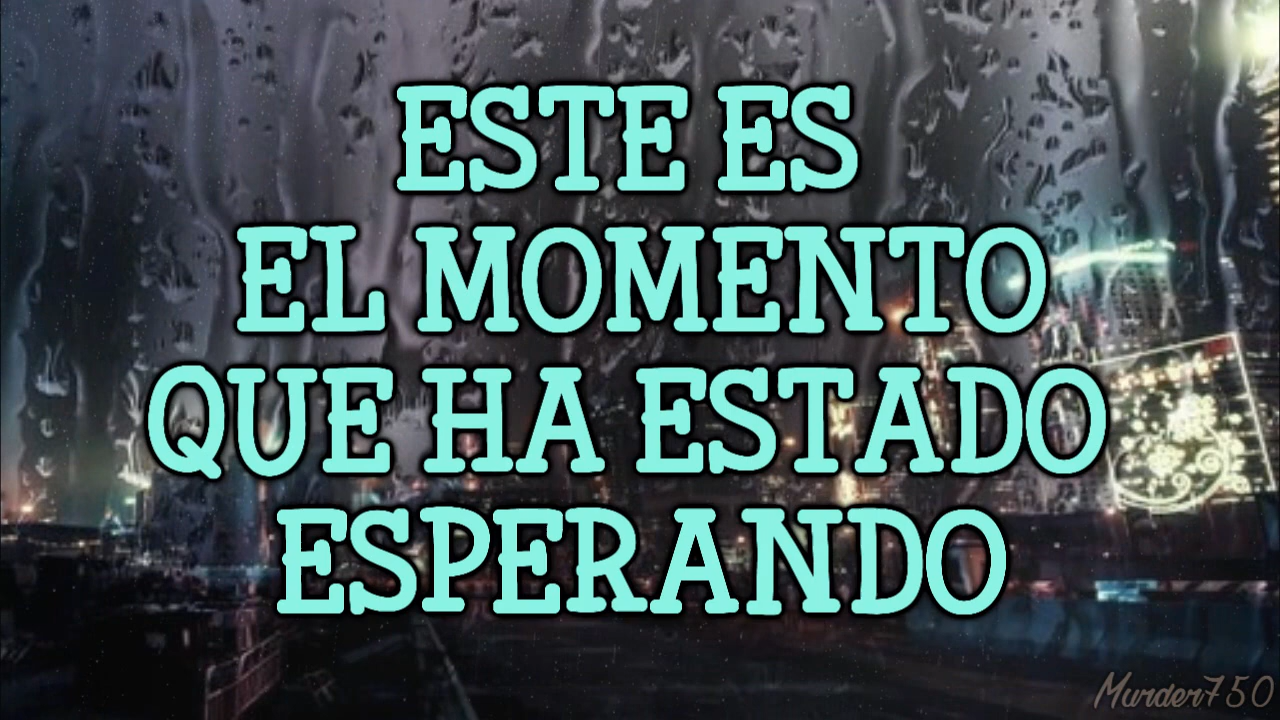 ESTE ES
EL MOMENTO
QUE HA ESTADO
ESPERANDO
Murder750